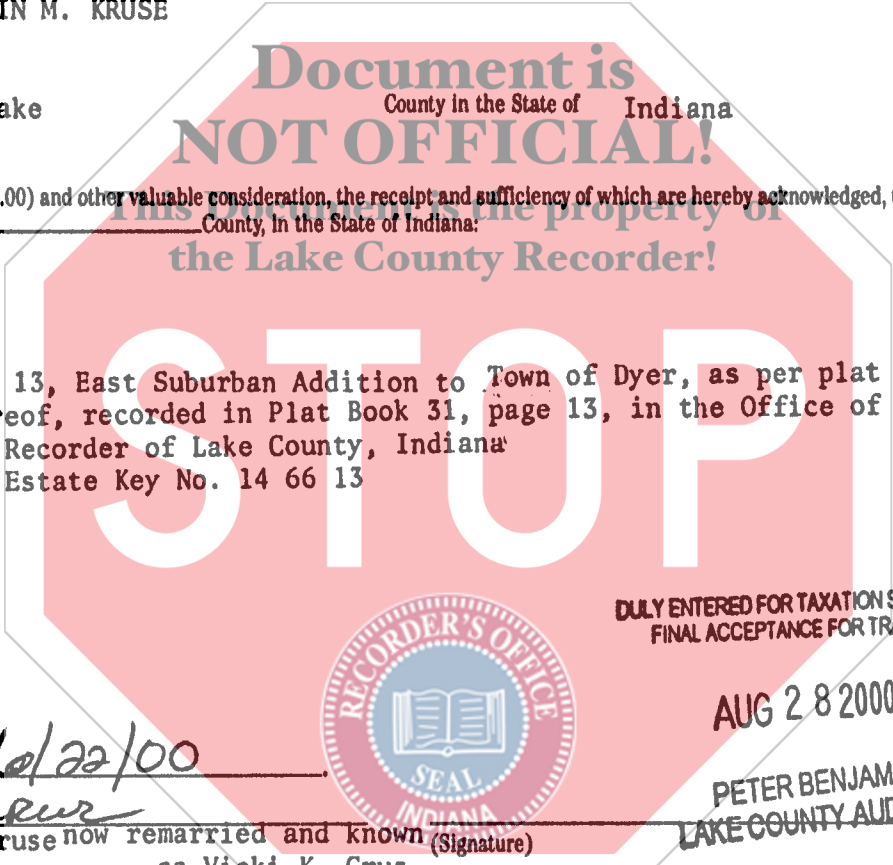 IN M. KRUSE
Document is
ake County in the State of Indiana
NOT OFFICIAL!
.00) and other valuable consideration, the receipt and sufficiency of which are hereby acknowledged,
This Document is the property of
County, in the State of Indiana:
the Lake County Recorder!
STOP
13, East Suburban Addition to Town of Dyer, as per plat
eof, recorded in Plat Book 31, page 13, in the Office of
Recorder of Lake County, Indiana
Estate Key No. 14 66 13
DULY ENTERED FOR TAXATION S
FINAL ACCEPTANCE FOR TRA
RECORDER'S OFFICE
SEAL
INDIANA
AUG 28 2000
/22/00
PETER BENJAM
LAKE COUNTY AUD
ruse now remarried and known (Signature)
as Vicki K.